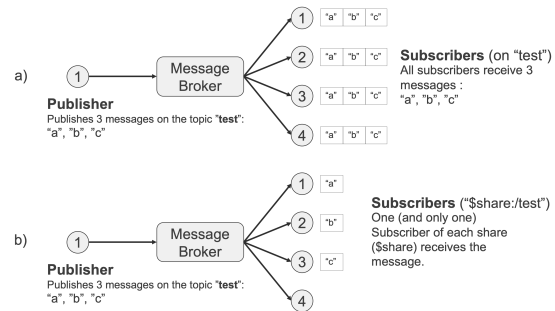 a)
1
Publisher
Publishes 3 messages on the topic "test":
“a”, ”b”, ”c”
Message
Broker
1 “a” “b” “c”
2 “a” “b” “c”
3 “a” “b” “c”
4 “a” “b” “c”
Subscribers (on “test”)
All subscribers receive 3
messages :
“a”, ”b”, ”c”
b)
1
Publisher
Publishes 3 messages on the topic "test":
“a”, ”b”, ”c”
Message
Broker
1 “a”
2 “b”
3 “c”
4
Subscribers (“$share:/test”)
One (and only one)
Subscriber of each share
($share) receives the
message.